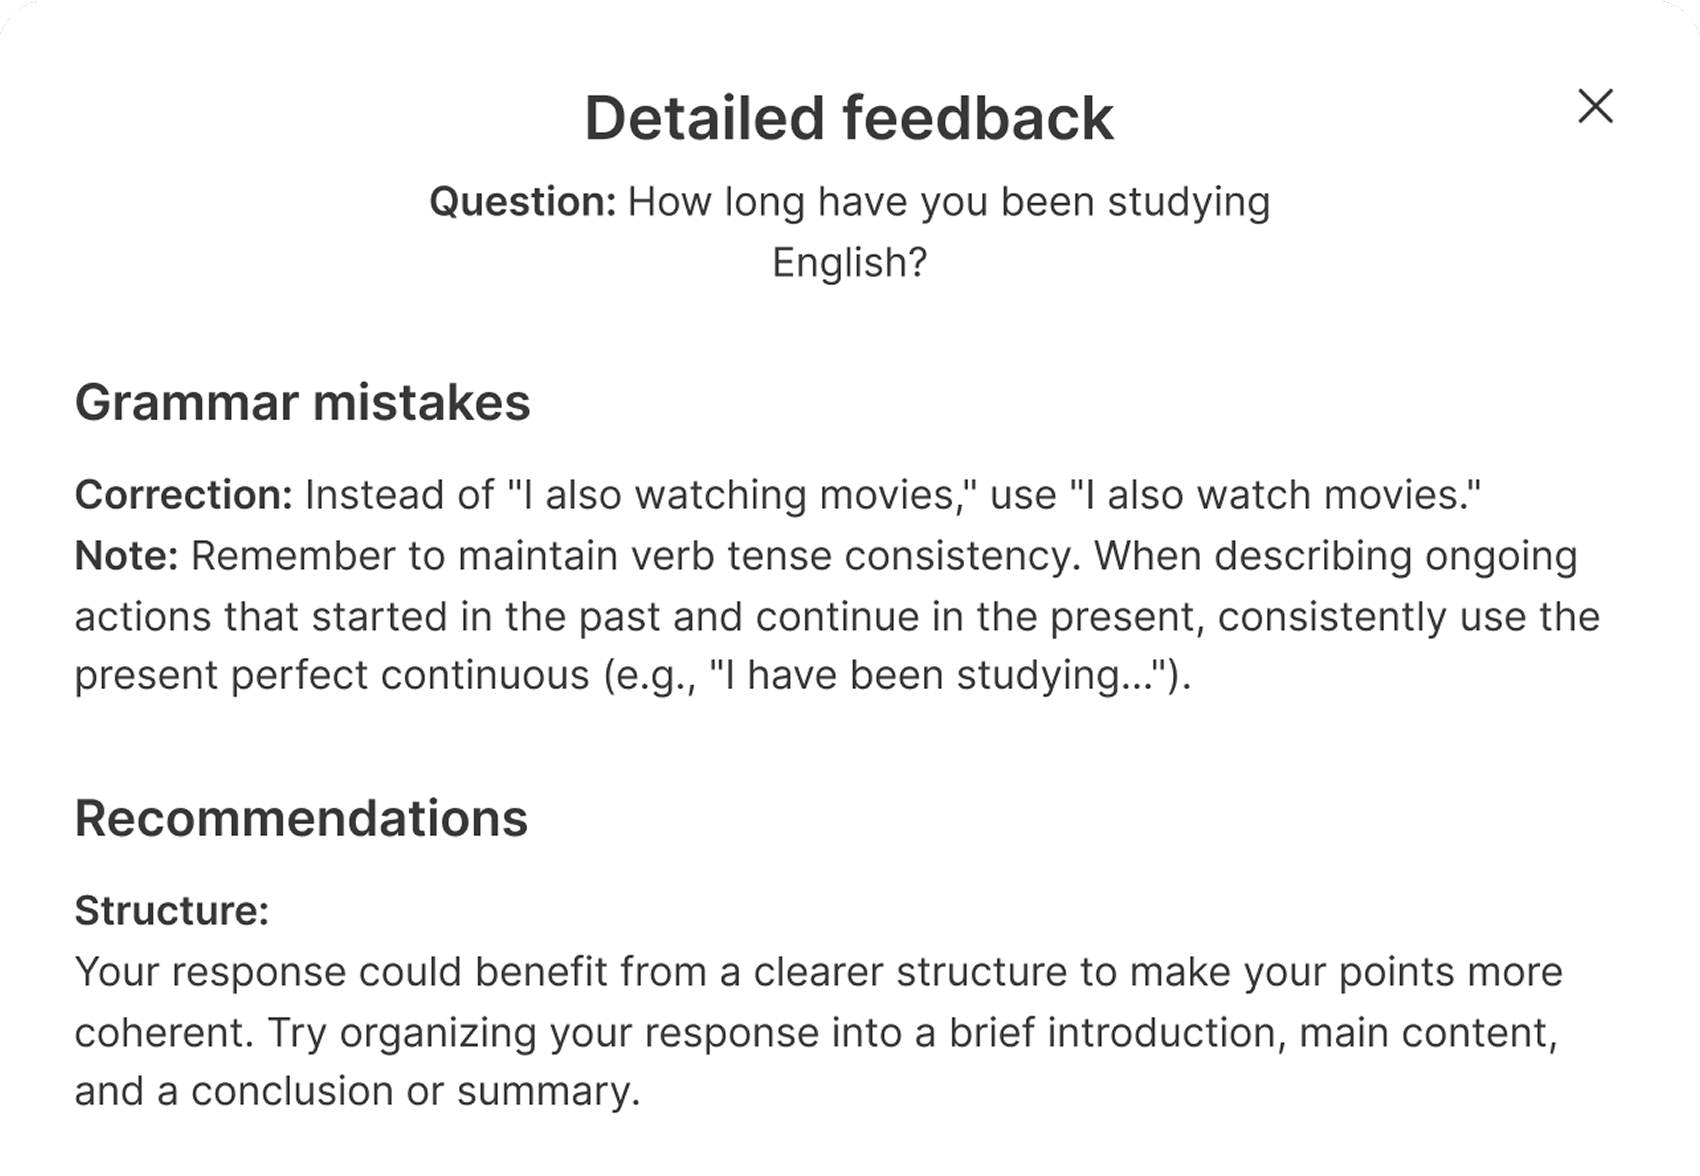 Detailed feedback
Question: How long have you been studying
English?
Grammar mistakes
Correction: Instead of "I also watching movies," use "I also watch movies."
Note: Remember to maintain verb tense consistency. When describing ongoing
actions that started in the past and continue in the present, consistently use the
present perfect continuous (e.g., "I have been studying...").
Recommendations
Structure:
Your response could benefit from a clearer structure to make your points more
coherent. Try organizing your response into a brief introduction, main content,
and a conclusion or summary.